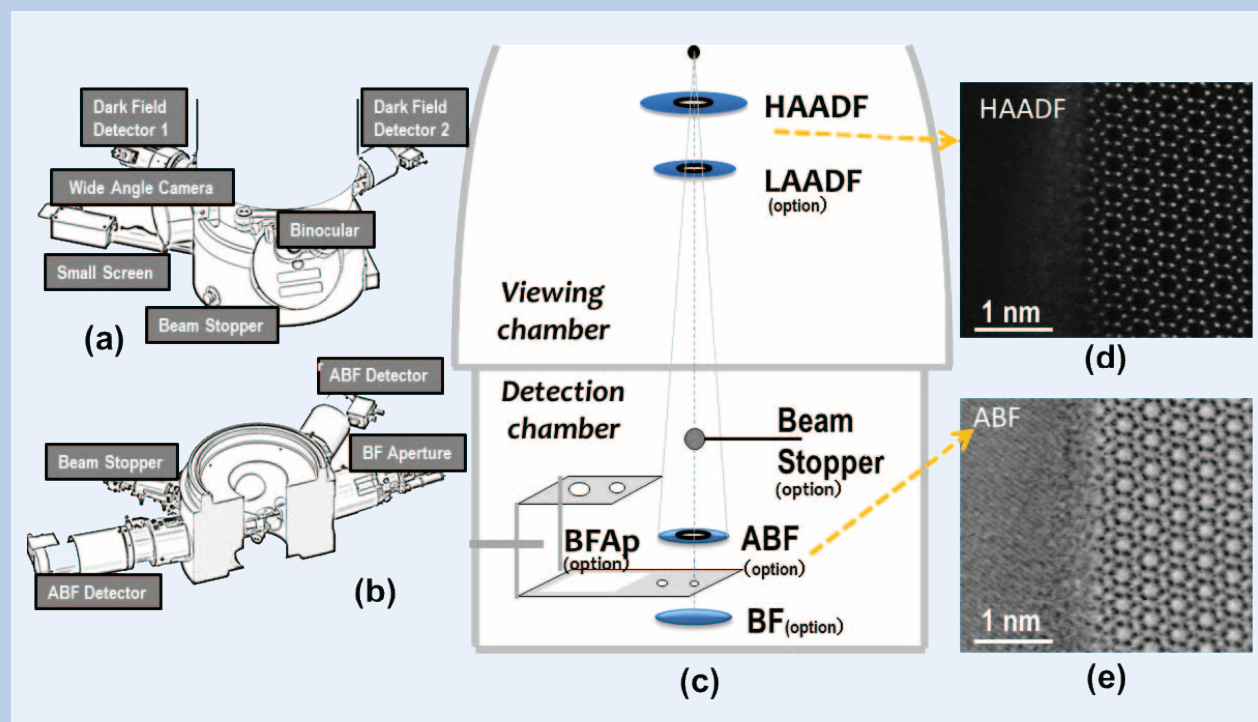 Dark Field
Detector 1
Dark Field
Detector 2
Wide Angle Camera
Binocular
Small Screen
Beam Stopper
(a)
ABF Detector
Beam Stopper
BF Aperture
ABF Detector
(b)
HAADF
LAADF
(option)
Viewing
chamber
Detection
chamber
Beam
Stopper
(option)
BFAp
(option)
ABF
(option)
BF(option)
(c)
HAADF
1 nm
(d)
ABF
1 nm
(e)